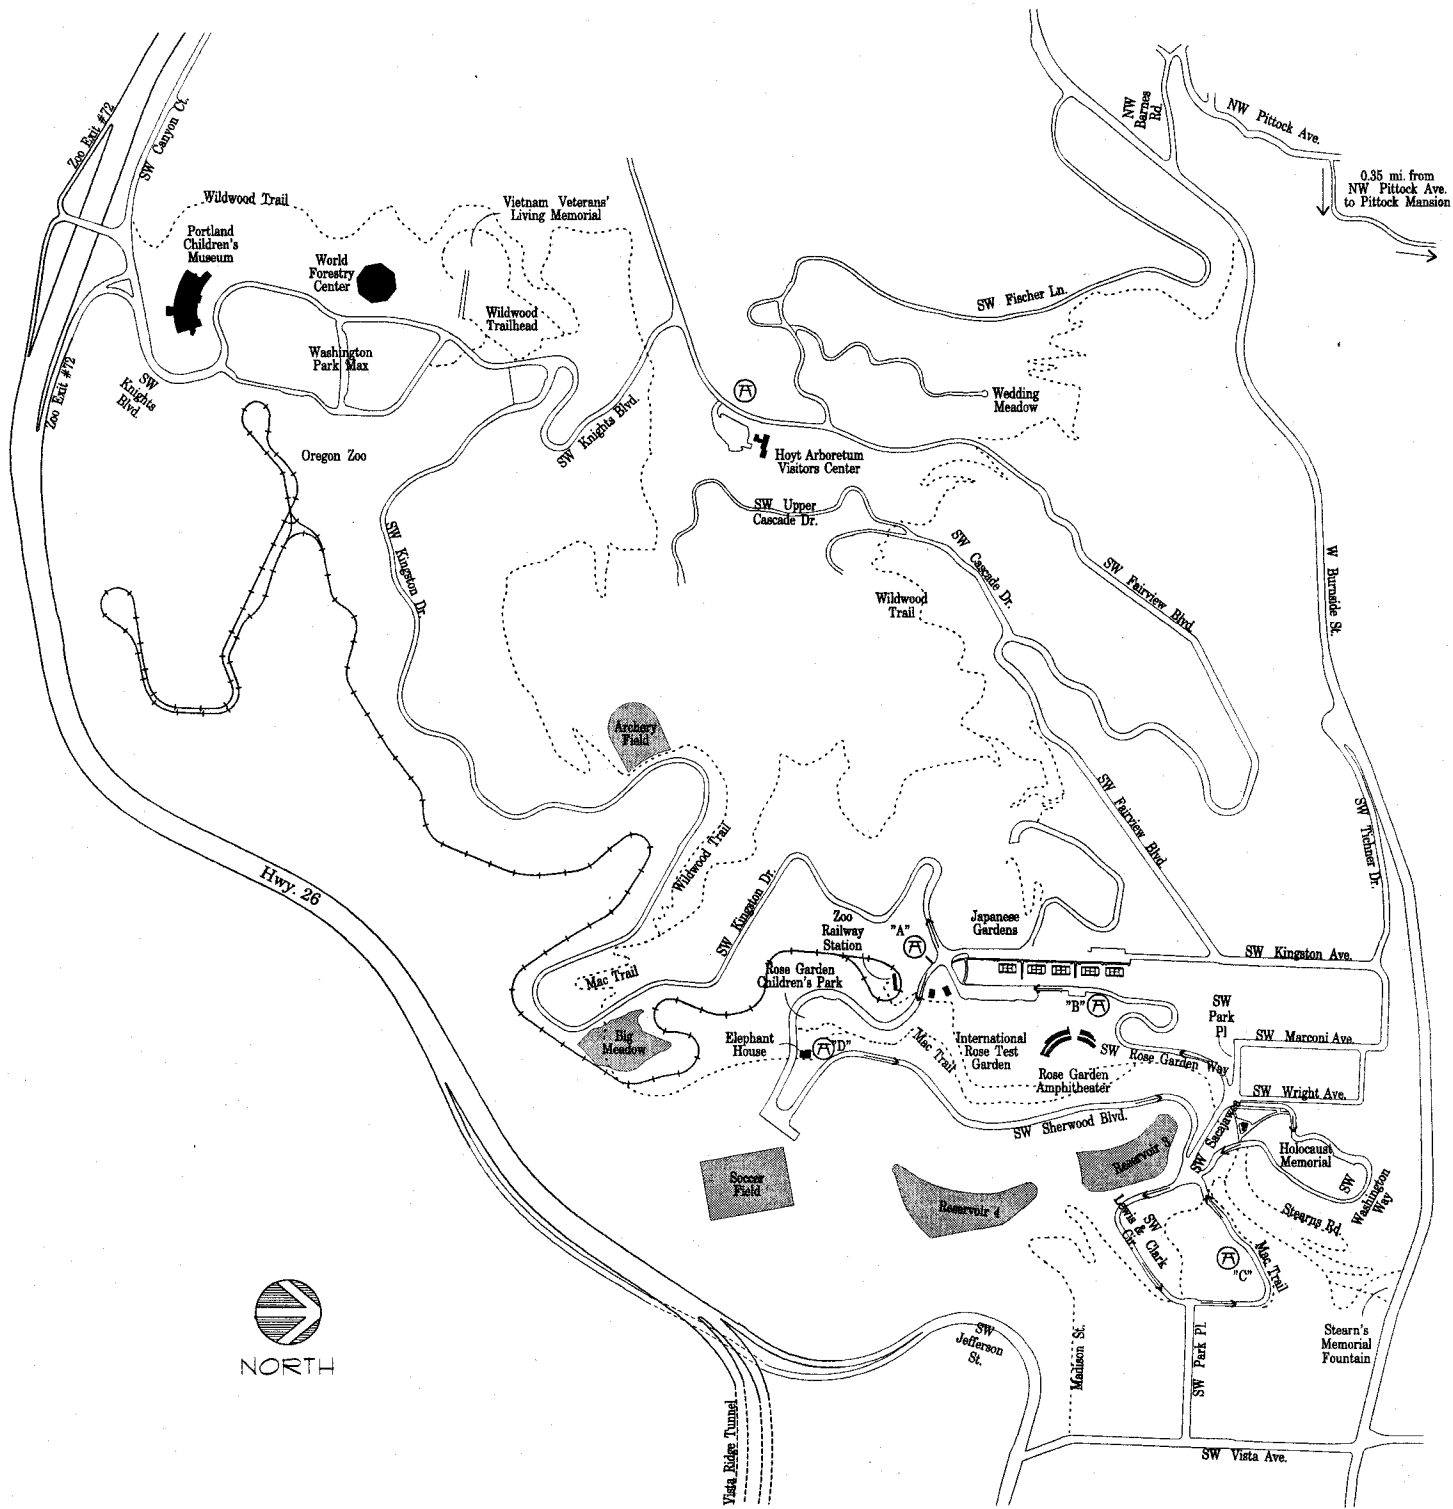 Zoo Exit #72
SW Canyon Ct.
NW
Barnes
Rd.
NW Pittock Ave.
0.35 mi. from
NW Pittock Ave.
to Pittock Mansion
Wildwood Trail
Vietnam Veterans'
Living Memorial
Portland
Children's
Museum
World
Forestry
Center
Wildwood
Trailhead
SW Fischer Ln.
Washington
Park Max
Zoo Exit #72
SW
Knights
Blvd.
Wedding
Meadow
SW Knights Blvd.
Oregon Zoo
Hoyt Arboretum
Visitors Center
SW Upper
Cascade Dr.
SW Kingston Dr.
SW Cascade Dr.
SW Fairview Blvd.
W Burnside St.
Wildwood
Trail
Archery
Field
SW Fairview Blvd.
SW Tichner Dr.
Wildwood Trail
Hwy. 26
SW Kingston Dr.
Zoo
Railway
Station
"A"
Japanese
Gardens
SW Kingston Ave.
Mac Trail
Rose Garden
Children's Park
"B"
SW
Park
Pl
Big
Meadow
Elephant
House
"D"
Mac Trail
International
Rose Test
Garden
SW Rose Garden Way
SW Marconi Ave.
Rose Garden
Amphitheater
SW Wright Ave.
SW Sherwood Blvd.
SW Sacajawea
Holocaust
Memorial
Reservoir 3
Soccer
Field
Reservoir 4
SW
Washington
Way
Stearns Rd.
SW
Lewis & Clark
Cir.
Mac Trail
"C"
NORTH
SW
Jefferson
St.
Madison St.
SW Park Pl.
Stearn's
Memorial
Fountain
Vista Ridge Tunnel
SW Vista Ave.